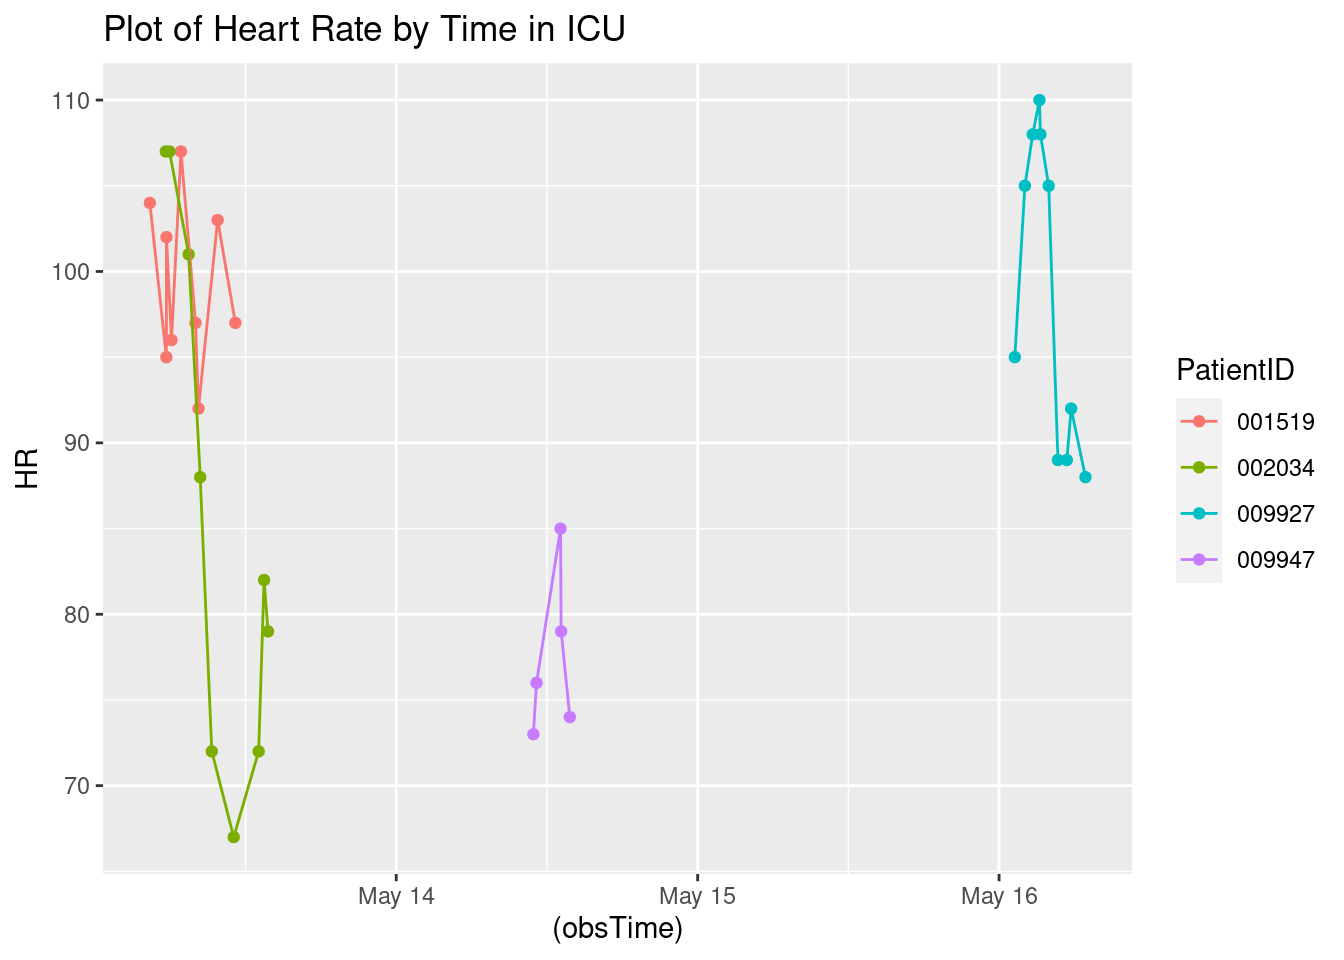 Plot of Heart Rate by Time in ICU
110
100
90
80
70
HR
May 14
May 15
May 16
(obsTime)
PatientID
001519
002034
009927
009947